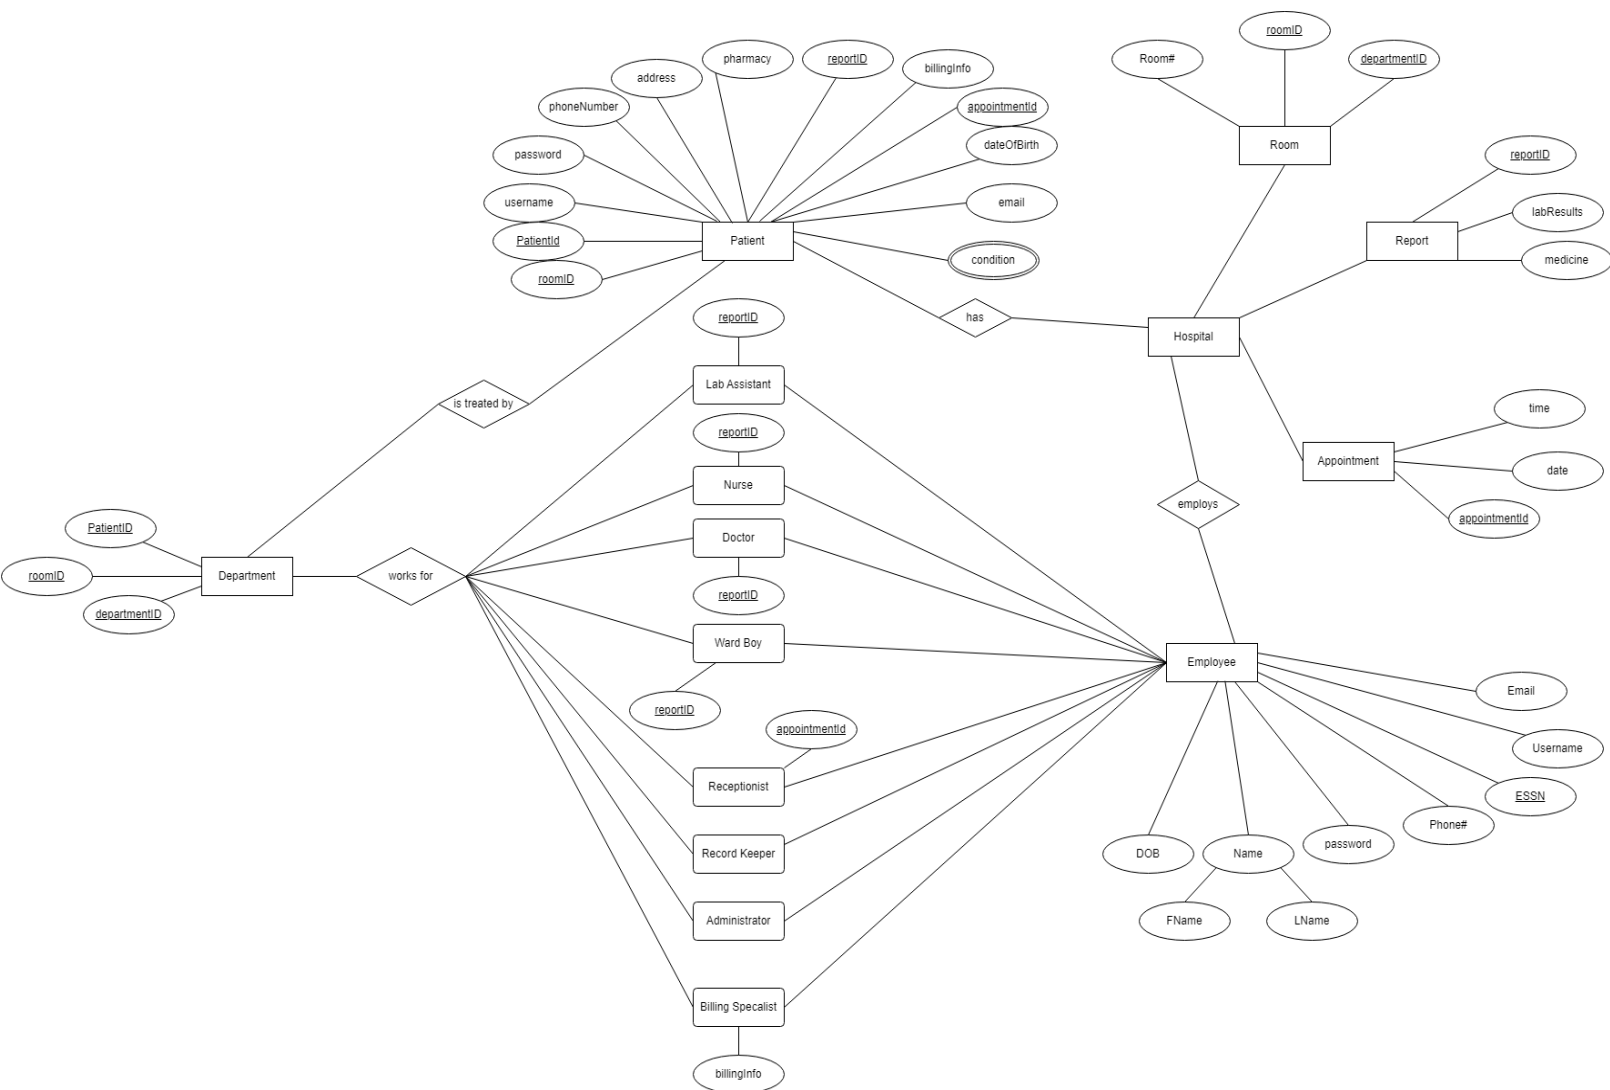 roomID
Room#
departmentID
pharmacy
reportID
billingInfo
address
phoneNumber
appointmentId
dateOfBirth
Room
password
reportID
username
email
labResults
PatientId
Patient
Report
condition
medicine
roomID
reportID
has
Hospital
Lab Assistant
is treated by
time
reportID
Appointment
date
Nurse
employs
appointmentId
PatientID
Doctor
roomID
Department
works for
reportID
departmentID
Ward Boy
Employee
Email
reportID
appointmentId
Username
Receptionist
ESSN
Phone#
password
Record Keeper
DOB
Name
Administrator
FName
LName
Billing Specalist
billingInfo